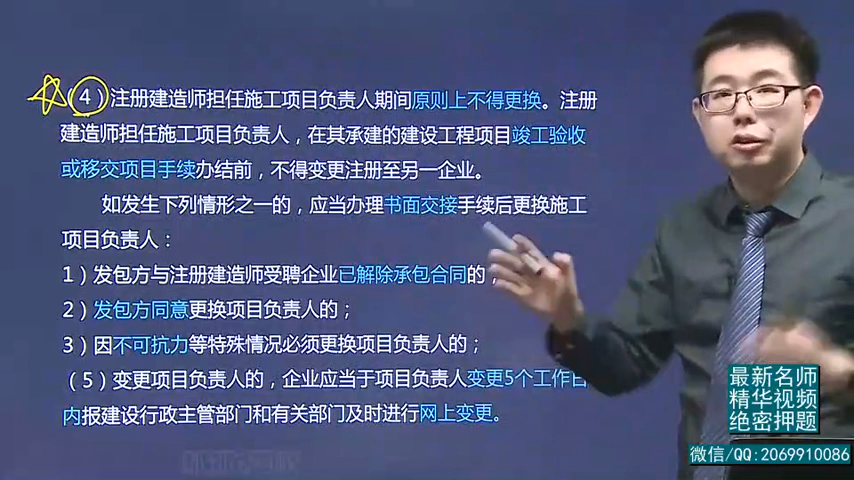 （4）注册建造师担任施工项目负责人期间原则上不得更换。注册
建造师担任施工项目负责人，在其承建的建设工程项目竣工验收
或移交项目手续办结前，不得变更注册至另一企业。
如发生下列情形之一的，应当办理书面交接手续后更换施工
项目负责人：
1）发包方与注册建造师受聘企业已解除承包合同的；
2）发包方同意更换项目负责人的；
3）因不可抗力等特殊情况必须更换项目负责人的；
（5）变更项目负责人的，企业应当于项目负责人变更5个工作日
内报建设行政主管部门和有关部门及时进行网上变更。
最新名师
精华视频
绝密押题
微信/QQ:2069910086